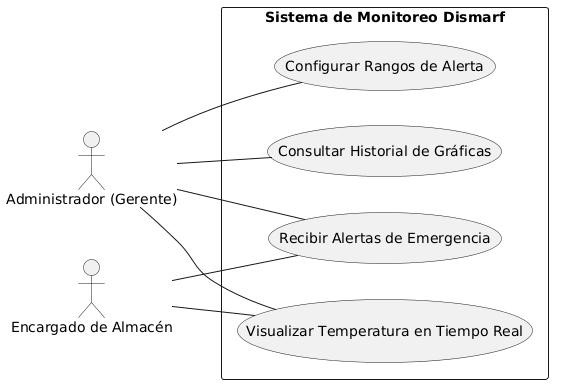 Sistema de Monitoreo Dismarf
Configurar Rangos de Alerta
Consultar Historial de Gráficas
Administrador (Gerente)
Recibir Alertas de Emergencia
Encargado de Almacén
Visualizar Temperatura en Tiempo Real